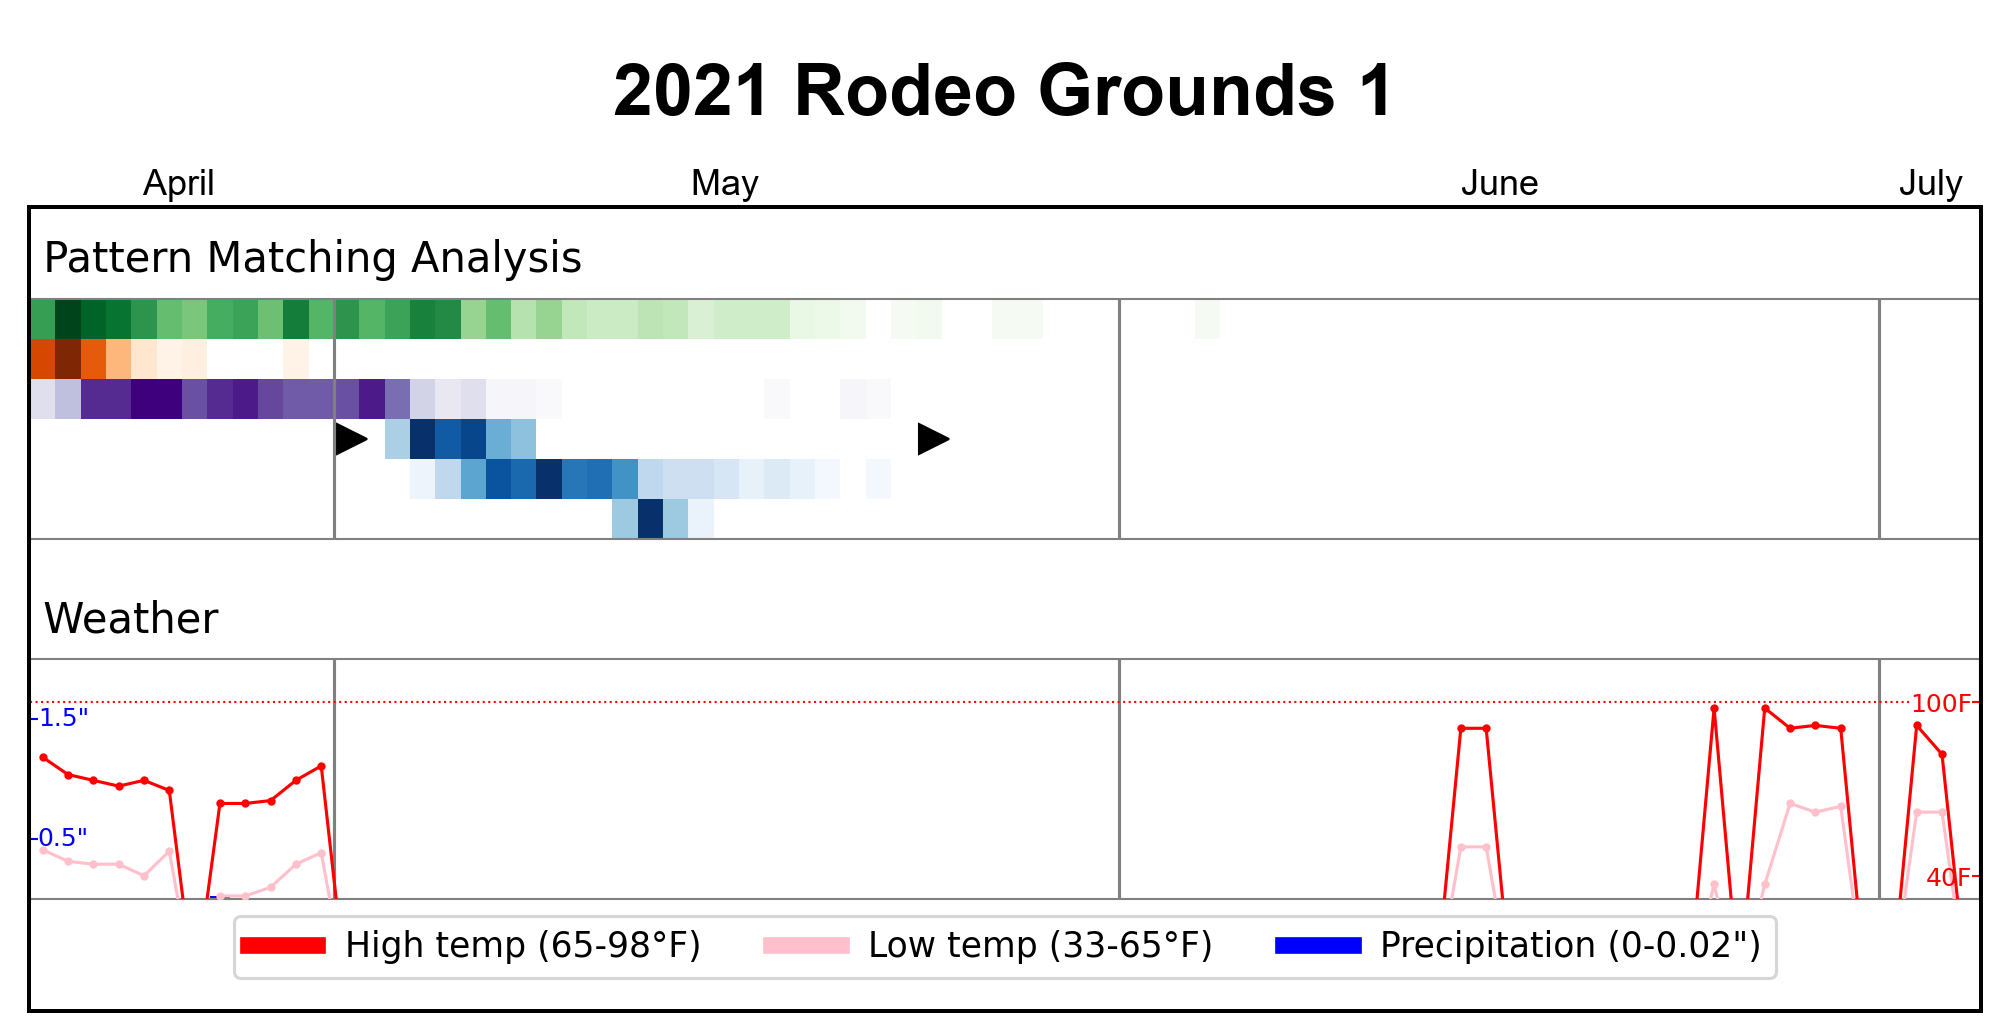 2021 Rodeo Grounds 1
April May June July
Pattern Matching Analysis
Weather
100F
1.5"
0.5"
40F
High temp (65-98°F) Low temp (33-65°F) Precipitation (0-0.02")